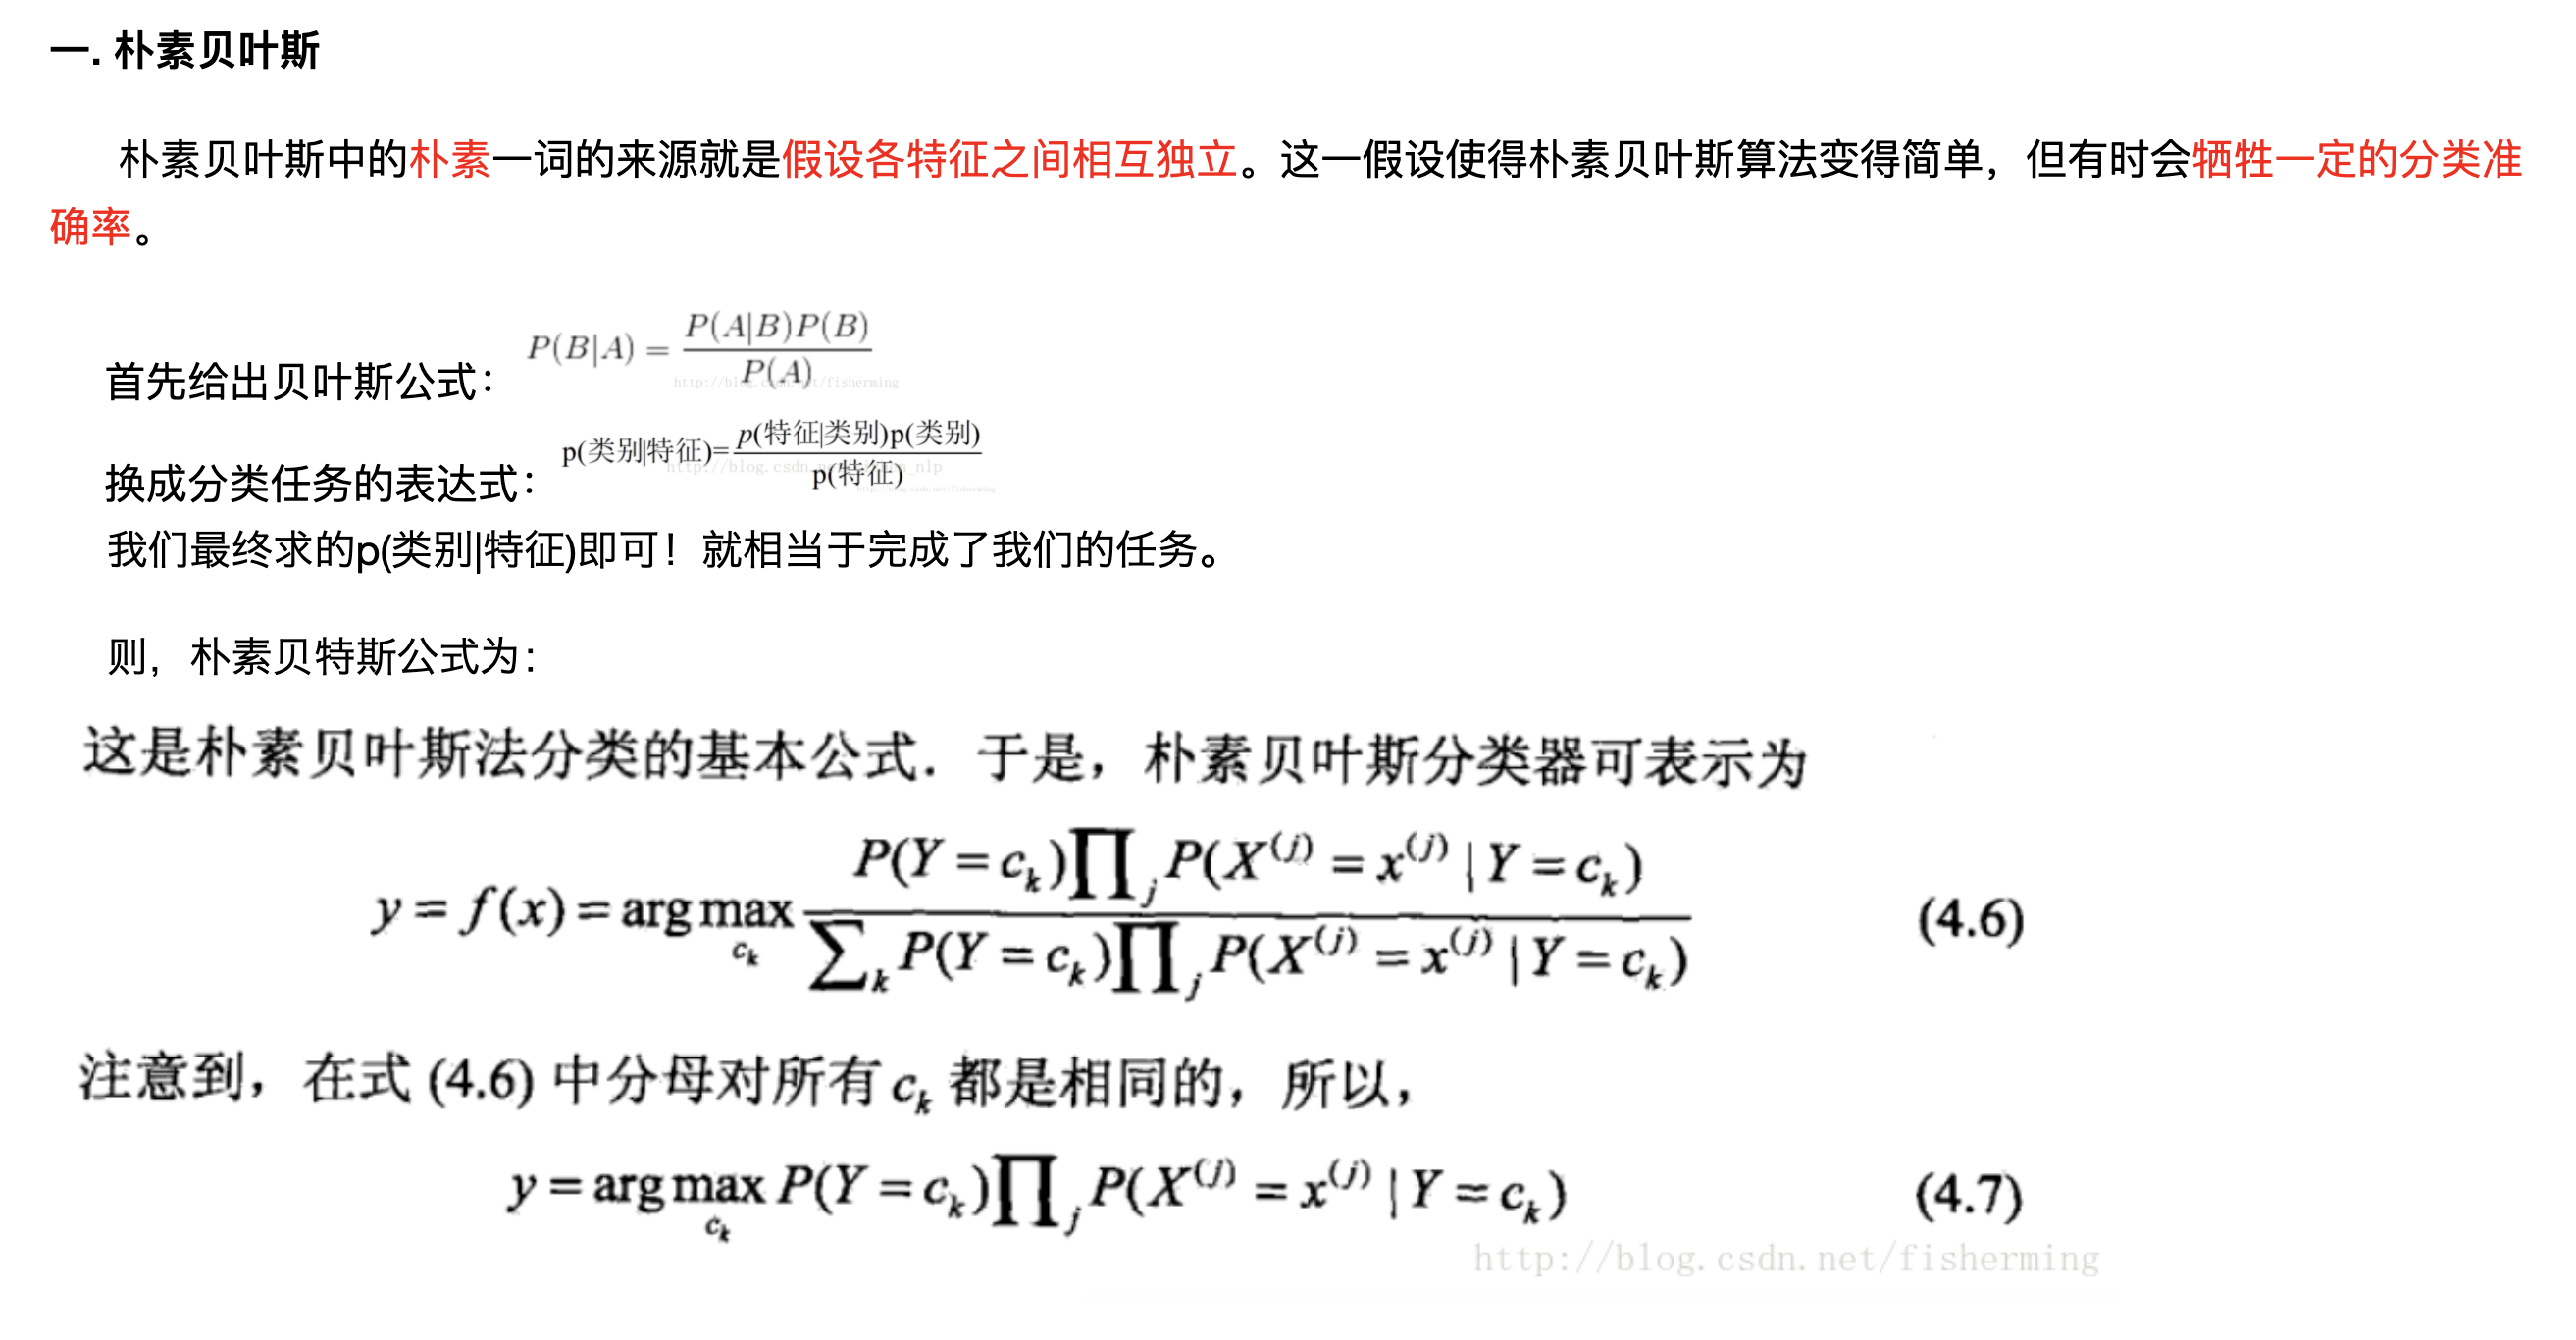 一. 朴素贝叶斯
朴素贝叶斯中的朴素一词的来源就是假设各特征之间相互独立。这一假设使得朴素贝叶斯算法变得简单，但有时会牺牲一定的分类准
确率。
首先给出贝叶斯公式： P(B|A) = \frac{P(A|B)P(B)}{P(A)}
http://blog.csdn.net/fisherming
换成分类任务的表达式： p(类别|特征)=\frac{p(特征|类别)p(类别)}{p(特征)}
http://blog.csdn.net/fisherming
我们最终求的p(类别|特征)即可！就相当于完成了我们的任务。
则，朴素贝特斯公式为：
这是朴素贝叶斯法分类的基本公式．于是，朴素贝叶斯分类器可表示为
y = f(x) = \arg\max_{c_k} \frac{P(Y = c_k)\prod_j P(X^{(j)} = x^{(j)} | Y = c_k)}{\sum_k P(Y = c_k)\prod_j P(X^{(j)} = x^{(j)} | Y = c_k)} (4.6)
注意到，在式 (4.6) 中分母对所有 c_k 都是相同的，所以，
y = \arg\max_{c_k} P(Y = c_k)\prod_j P(X^{(j)} = x^{(j)} | Y = c_k) (4.7)
http://blog.csdn.net/fisherming